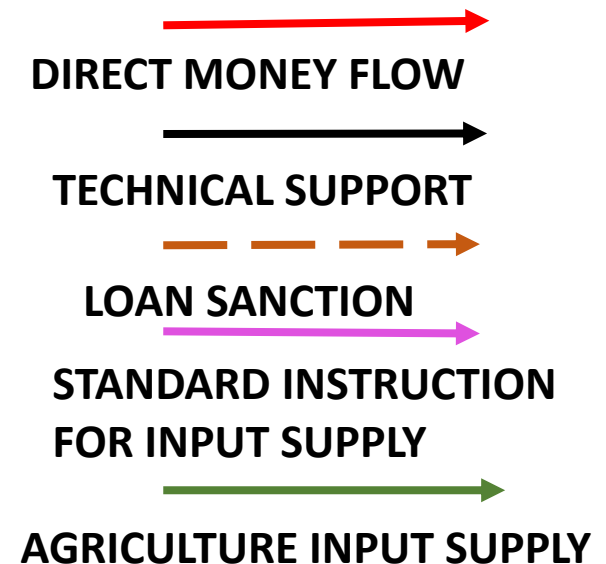 DIRECT MONEY FLOW
TECHNICAL SUPPORT
LOAN SANCTION
STANDARD INSTRUCTION
FOR INPUT SUPPLY
AGRICULTURE INPUT SUPPLY